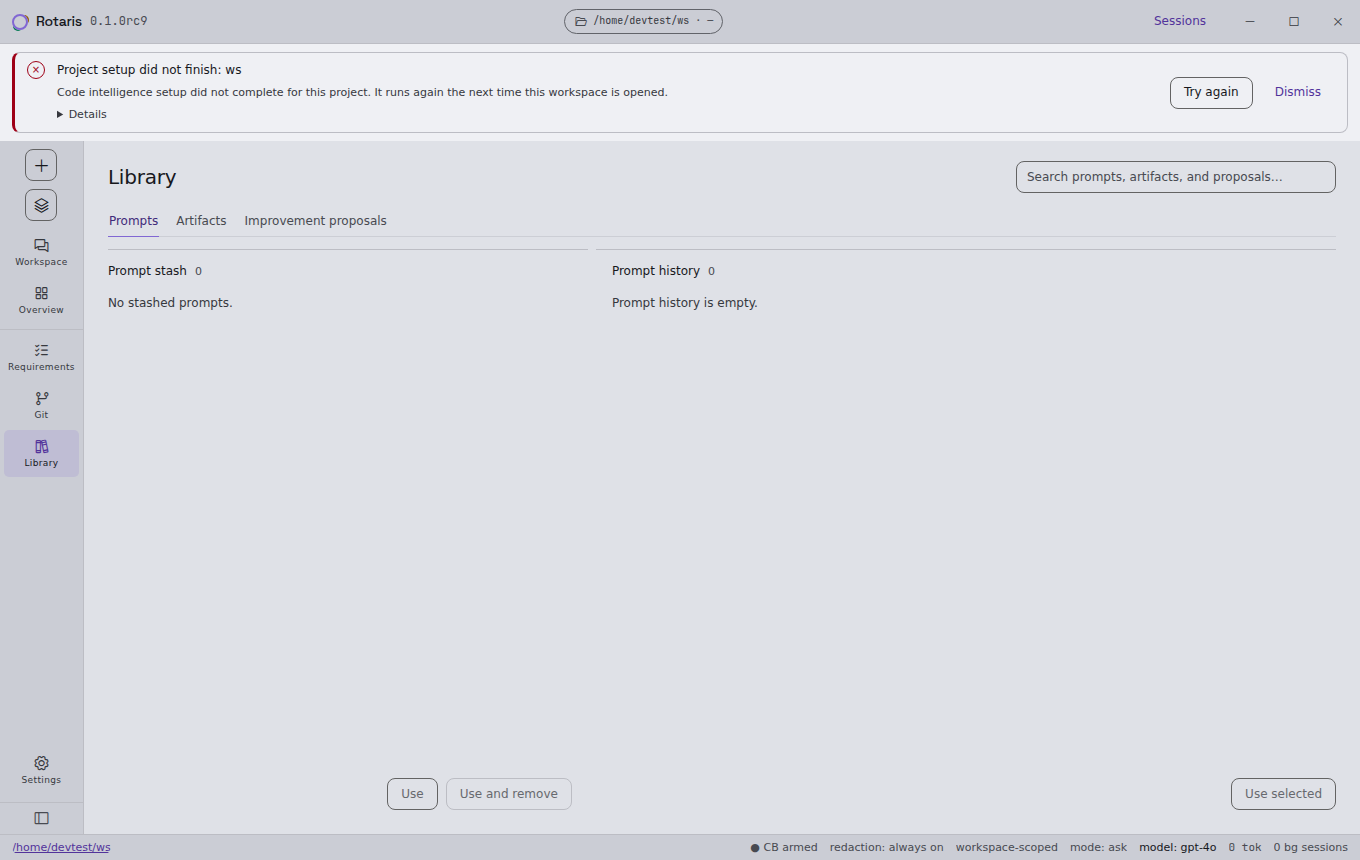 Rotaris 0.1.0rc9
/home/devtest/ws · —
Sessions
Project setup did not finish: ws
Code intelligence setup did not complete for this project. It runs again the next time this workspace is opened.
Details
Try again
Dismiss
Workspace
Overview
Requirements
Git
Library
Settings
Library
Search prompts, artifacts, and proposals...
Prompts
Artifacts
Improvement proposals
Prompt stash 0
No stashed prompts.
Prompt history 0
Prompt history is empty.
Use
Use and remove
Use selected
/home/devtest/ws
CB armed
redaction: always on
workspace-scoped
mode: ask
model: gpt-4o
0 tok
0 bg sessions